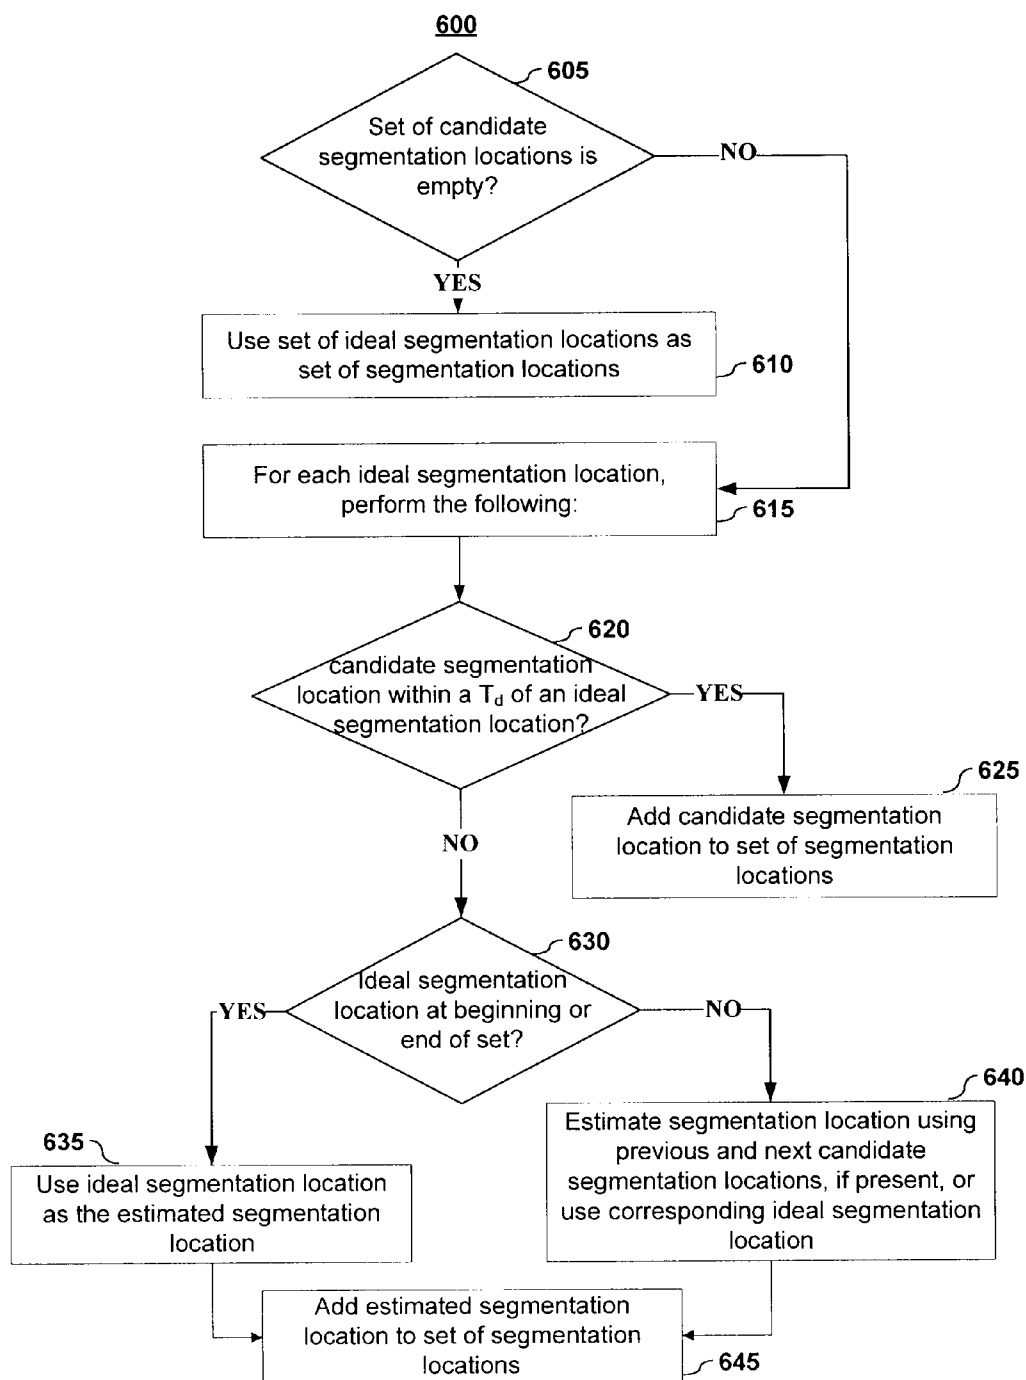 600
605
Set of candidate
segmentation locations is
empty?
NO
YES
Use set of ideal segmentation locations as
set of segmentation locations
610
For each ideal segmentation location,
perform the following:
615
620
candidate segmentation
location within a Td of an ideal
segmentation location?
YES
625
Add candidate segmentation
location to set of segmentation
locations
NO
630
Ideal segmentation
location at beginning or
end of set?
YES
NO
640
Estimate segmentation location using
previous and next candidate
segmentation locations, if present, or
use corresponding ideal segmentation
location
635
Use ideal segmentation location
as the estimated segmentation
location
Add estimated segmentation
location to set of segmentation
locations
645